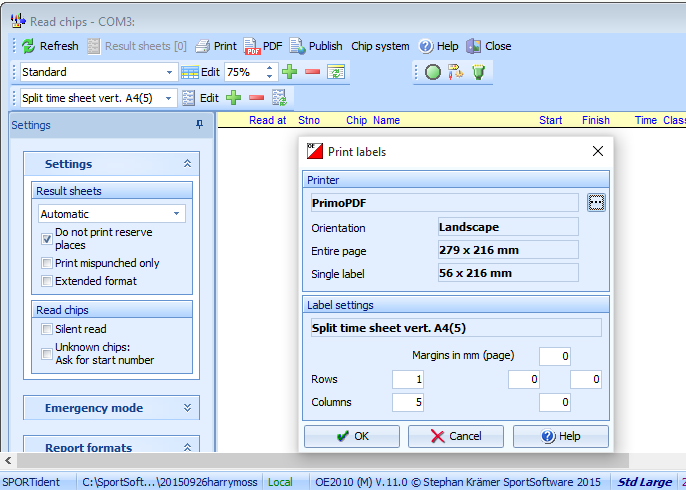 Read chips - COM3:
Refresh Result sheets [0] Print PDF Publish Chip system Help Close
Standard Edit 75%
Split time sheet vert. A4(5) Edit
Settings
Read at Stno Chip Name Start Finish Time Class
Settings
Result sheets
Automatic
Do not print reserve
places
Print mispunched only
Extended format
Read chips
Silent read
Unknown chips:
Ask for start number
Emergency mode
Report formats
OE Print labels
Printer
PrimoPDF
Orientation Landscape
Entire page 279 x 216 mm
Single label 56 x 216 mm
Label settings
Split time sheet vert. A4(5)
Margins in mm (page) 0
Rows 1 0 0
Columns 5 0
OK Cancel Help
SPORTident C:\SportSoft...\20150926harrymoss Local OE2010 (M) V.11.0 © Stephan Krämer SportSoftware 2015 Std Large 2